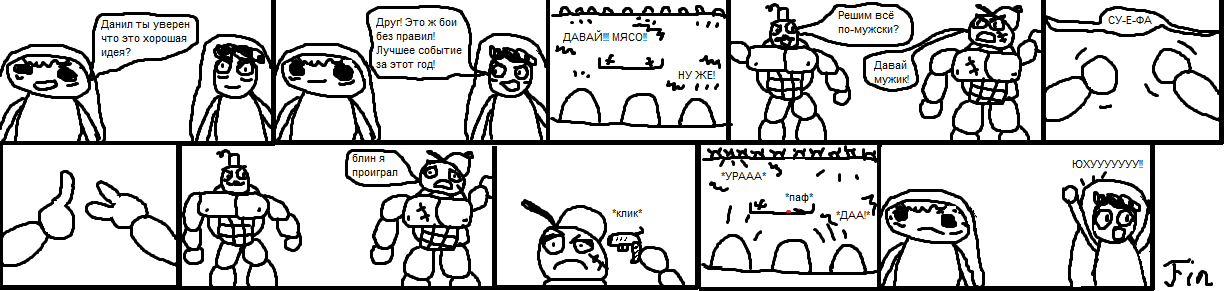 Данил ты уверен
что это хорошая
идея?
Друг! Это ж бои
без правил!
Лучшее событие
за этот год!
ДАВАЙ!!! МЯСО!!
НУ ЖЕ!
Решим всё
по-мужски?
Давай
мужик!
СУ-Е-ФА
блин я
проиграл
*клик*
*УРААА*
*паф*
*ДАА!*
ЮХУУУУУУУ!!
Fin